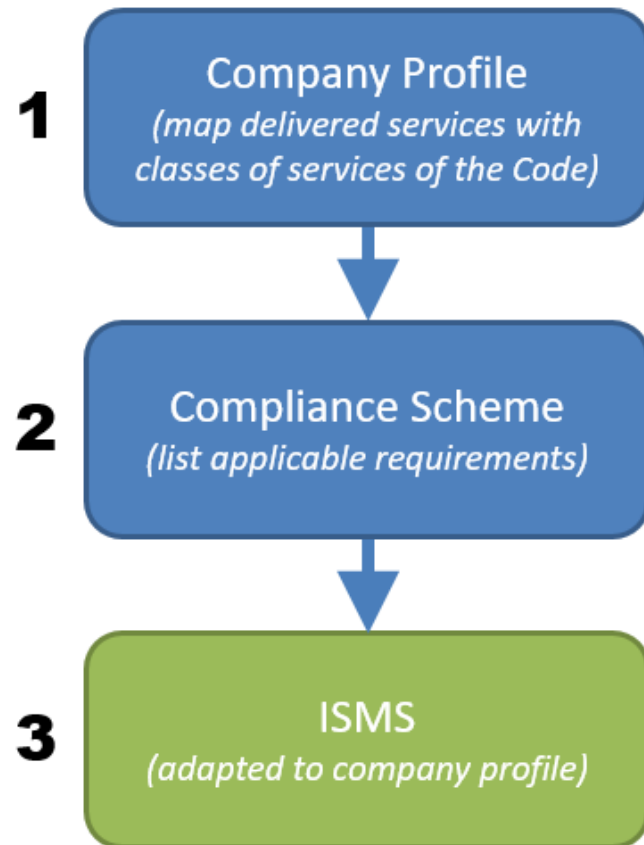 1
Company Profile
(map delivered services with
classes of services of the Code)
2
Compliance Scheme
(list applicable requirements)
3
ISMS
(adapted to company profile)